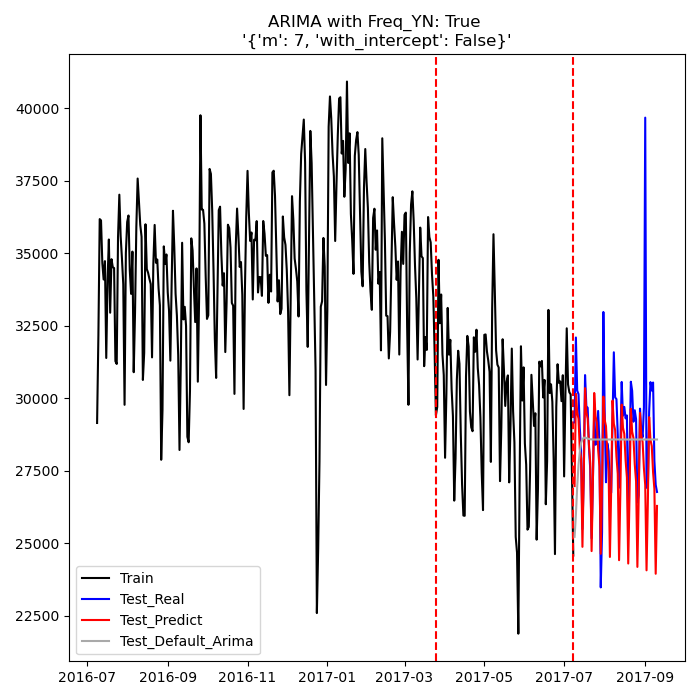 ARIMA with Freq_YN: True
'{'m': 7, 'with_intercept': False}'
40000
37500
35000
32500
30000
27500
25000
22500
Train
Test_Real
Test_Predict
Test_Default_Arima
2016-07 2016-09 2016-11 2017-01 2017-03 2017-05 2017-07 2017-09